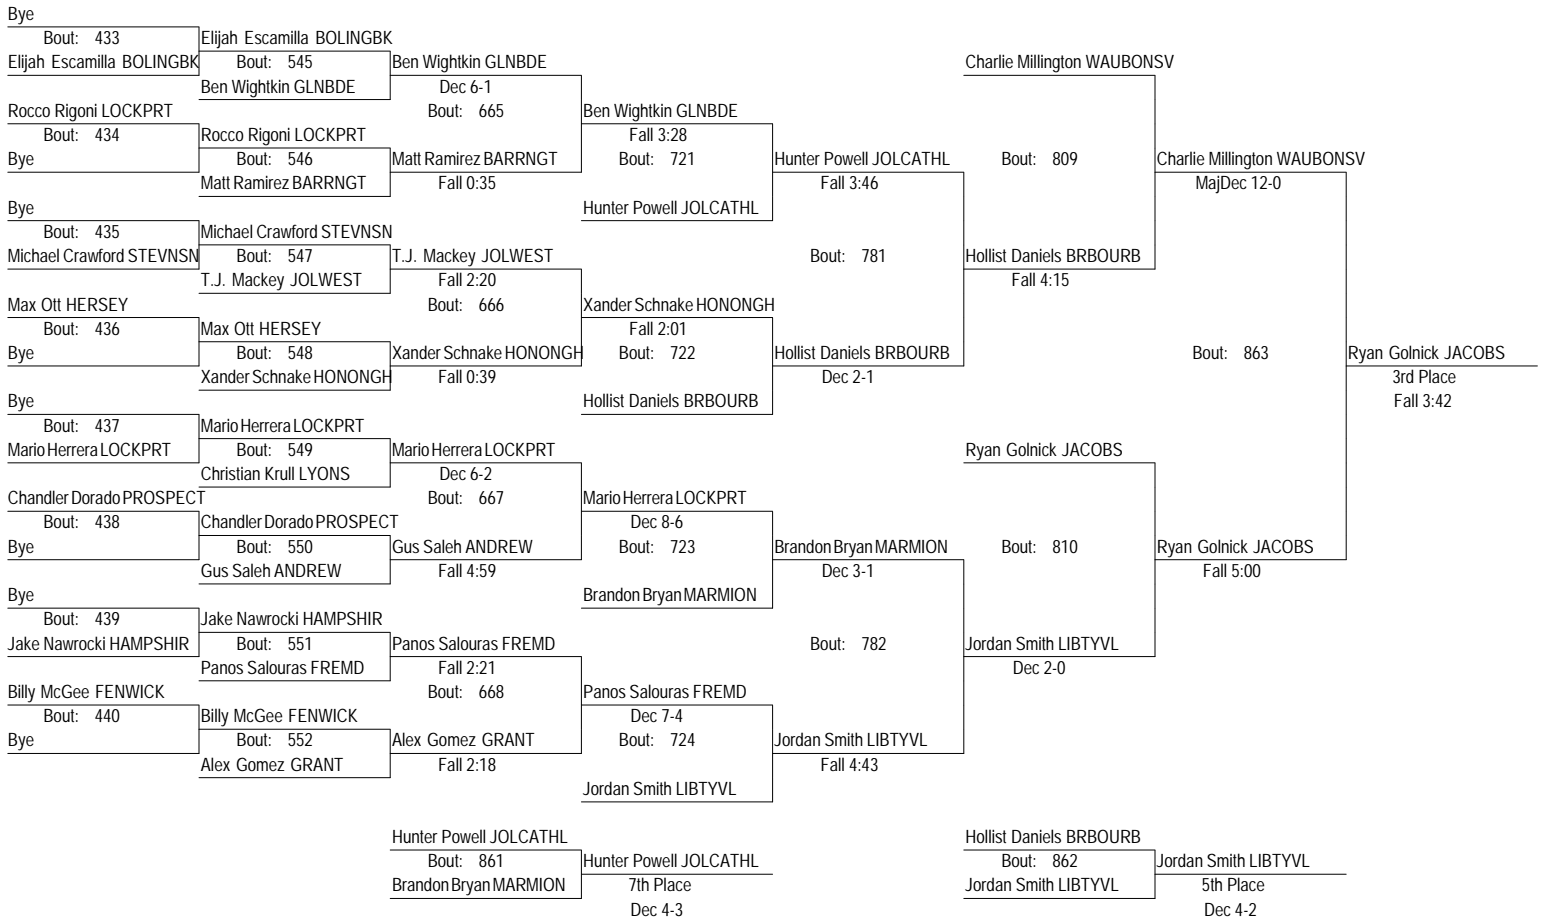 Bye
Bout: 433
Elijah Escamilla BOLINGBK
Rocco Rigoni LOCKPRT
Bout: 434
Bye
Bye
Bout: 435
Michael Crawford STEVNSN
Max Ott HERSEY
Bout: 436
Bye
Bye
Bout: 437
Mario Herrera LOCKPRT
Chandler Dorado PROSPECT
Bout: 438
Bye
Bye
Bout: 439
Jake Nawrocki HAMPSHIR
Billy McGee FENWICK
Bout: 440
Bye
Elijah Escamilla BOLINGBK
Bout: 545
Ben Wightkin GLNBDE
Rocco Rigoni LOCKPRT
Bout: 546
Matt Ramirez BARRNGT
Michael Crawford STEVNSN
Bout: 547
T.J. Mackey JOLWEST
Max Ott HERSEY
Bout: 548
Xander Schnake HONONGH
Mario Herrera LOCKPRT
Bout: 549
Christian Krull LYONS
Chandler Dorado PROSPECT
Bout: 550
Gus Saleh ANDREW
Jake Nawrocki HAMPSHIR
Bout: 551
Panos Salouras FREMD
Billy McGee FENWICK
Bout: 552
Alex Gomez GRANT
Ben Wightkin GLNBDE
Dec 6-1
Bout: 665
Matt Ramirez BARRNGT
Fall 0:35
T.J. Mackey JOLWEST
Fall 2:20
Bout: 666
Xander Schnake HONONGH
Fall 0:39
Mario Herrera LOCKPRT
Dec 6-2
Bout: 667
Gus Saleh ANDREW
Fall 4:59
Panos Salouras FREMD
Fall 2:21
Bout: 668
Alex Gomez GRANT
Fall 2:18
Ben Wightkin GLNBDE
Fall 3:28
Bout: 721
Hunter Powell JOLCATHL
Xander Schnake HONONGH
Fall 2:01
Bout: 722
Hollist Daniels BRBOURB
Mario Herrera LOCKPRT
Dec 8-6
Bout: 723
Brandon Bryan MARMION
Panos Salouras FREMD
Dec 7-4
Bout: 724
Jordan Smith LIBTYVL
Hunter Powell JOLCATHL
Fall 3:46
Bout: 781
Hollist Daniels BRBOURB
Dec 2-1
Brandon Bryan MARMION
Dec 3-1
Bout: 782
Jordan Smith LIBTYVL
Fall 4:43
Charlie Millington WAUBONSV
Bout: 809
Hollist Daniels BRBOURB
Fall 4:15
Ryan Golnick JACOBS
Bout: 810
Jordan Smith LIBTYVL
Dec 2-0
Charlie Millington WAUBONSV
MajDec 12-0
Bout: 863
Ryan Golnick JACOBS
Fall 5:00
Ryan Golnick JACOBS
3rd Place
Fall 3:42
Hunter Powell JOLCATHL
Bout: 861
Brandon Bryan MARMION
Hunter Powell JOLCATHL
7th Place
Dec 4-3
Hollist Daniels BRBOURB
Bout: 862
Jordan Smith LIBTYVL
Jordan Smith LIBTYVL
5th Place
Dec 4-2